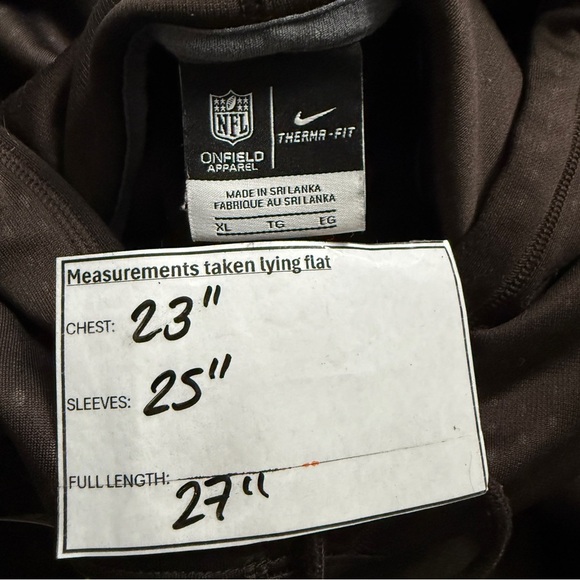 NFL
THERMA-FIT
ONFIELD
APPAREL
MADE IN SRI LANKA
FABRIQUE AU SRI LANKA
XL TG EG
Measurements taken lying flat
CHEST: 23"
SLEEVES: 25"
FULL LENGTH: 27"